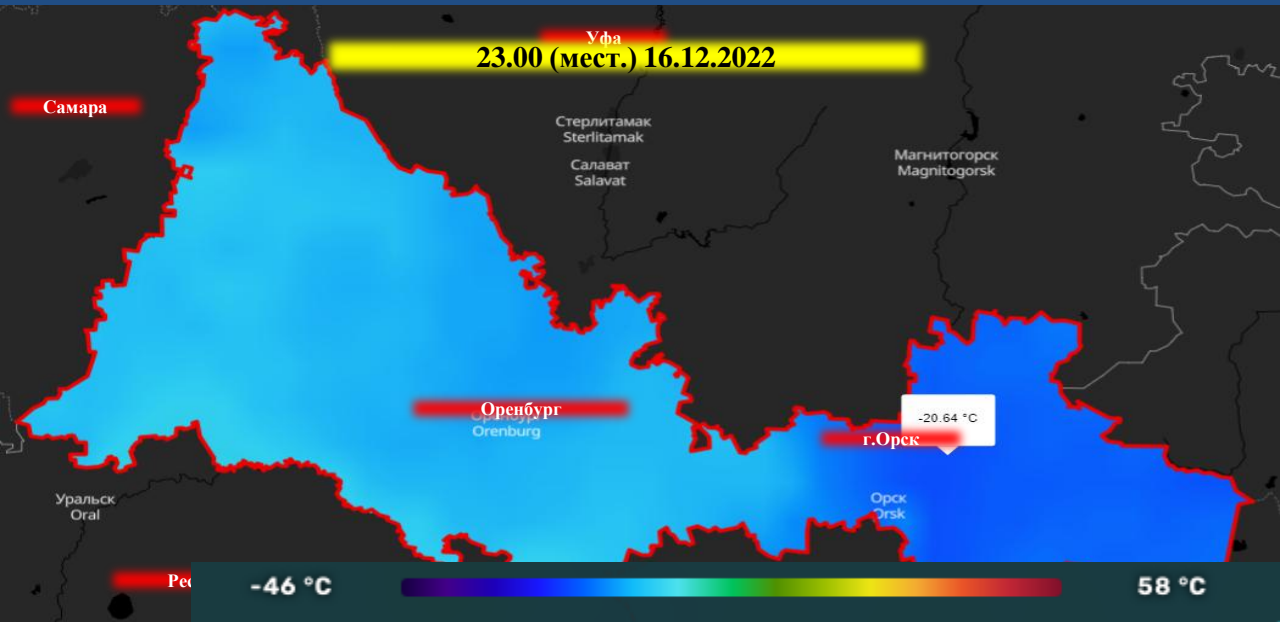 Уфа
23.00 (мест.) 16.12.2022
Самара
Стерлитамак
Sterlitamak
Салават
Salavat
Магнитогорск
Magnitogorsk
Оренбург
Orenburg
-20.64 °C
г.Орск
Орск
Orsk
Уральск
Oral
-46 °C
58 °C